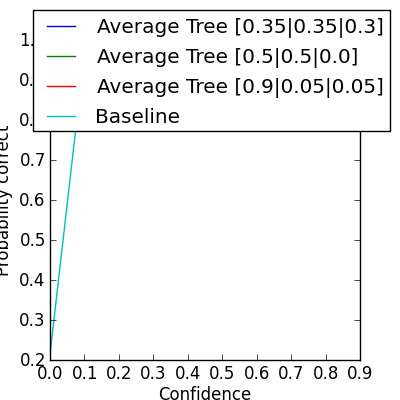 Average Tree [0.35|0.35|0.3]
Average Tree [0.5|0.5|0.0]
Average Tree [0.9|0.05|0.05]
Baseline
Probability correct
0.7
0.6
0.5
0.4
0.3
0.2
0.0 0.1 0.2 0.3 0.4 0.5 0.6 0.7 0.8 0.9
Confidence